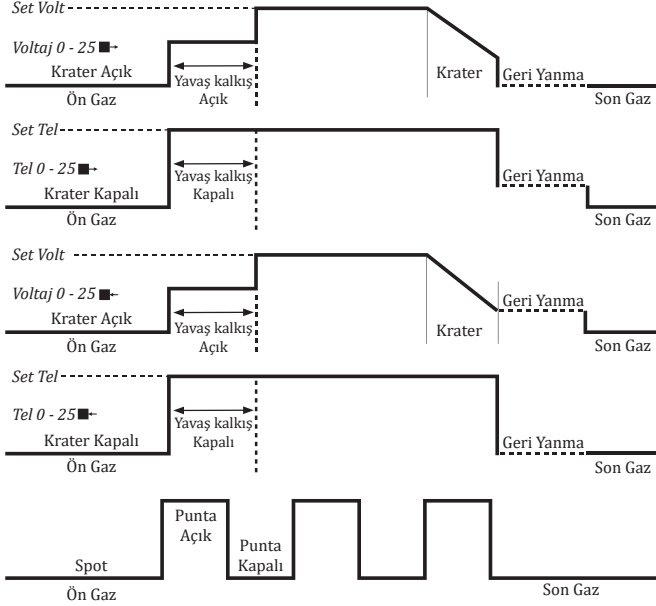 Set Volt
Voltaj 0 - 25 ■→
Krater Açık
Ön Gaz
Yavaş kalkış
Açık
Krater
Geri Yanma
Son Gaz
Set Tel
Tel 0 - 25 ■→
Krater Kapalı
Ön Gaz
Yavaş kalkış
Kapalı
Geri Yanma
Son Gaz
Set Volt
Voltaj 0 - 25 ■←
Krater Açık
Ön Gaz
Yavaş kalkış
Açık
Krater
Geri Yanma
Son Gaz
Set Tel
Tel 0 - 25 ■←
Krater Kapalı
Ön Gaz
Yavaş kalkış
Kapalı
Geri Yanma
Son Gaz
Punta
Açık
Punta
Kapalı
Spot
Ön Gaz
Son Gaz